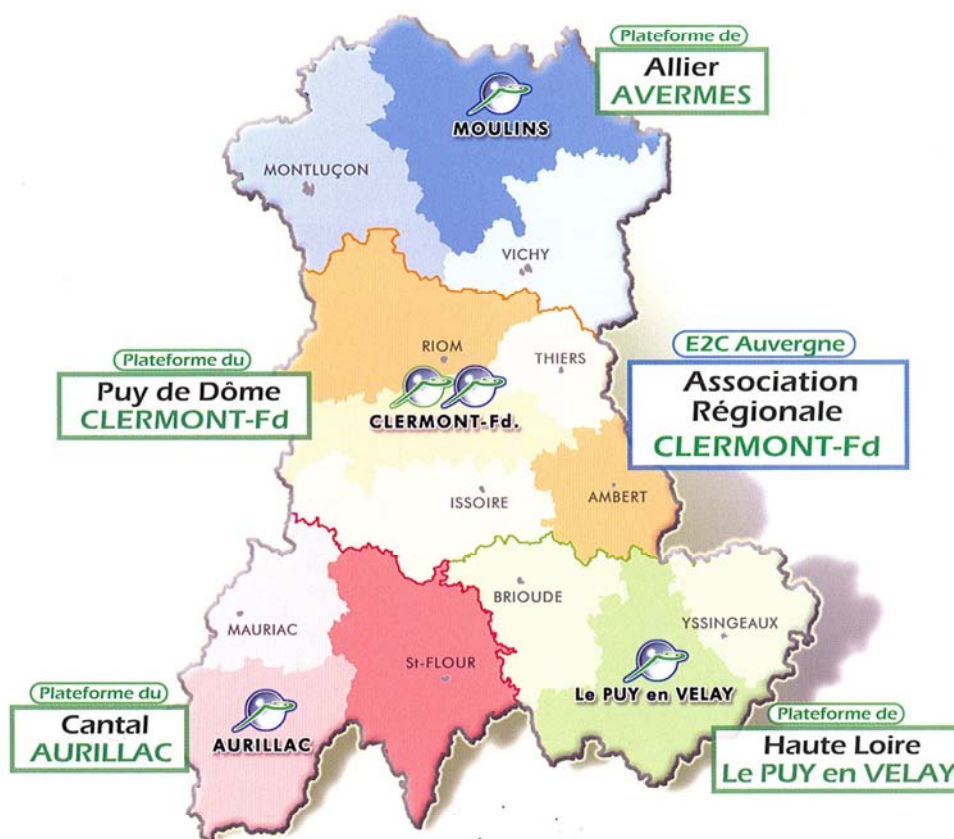 Plateforme de
Allier
AVERMES
MOULINS
MONTLUÇON
VICHY
RIOM
THIERS
Plateforme du
Puy de Dôme
CLERMONT-Fd
CLERMONT-Fd.
E2C Auvergne
Association
Régionale
CLERMONT-Fd
ISSOIRE
AMBERT
BRIOUDE
YSSINGEAUX
MAURIAC
St-FLOUR
Le PUY en VELAY
Plateforme du
Cantal
AURILLAC
AURILLAC
Plateforme de
Haute Loire
Le PUY en VELAY